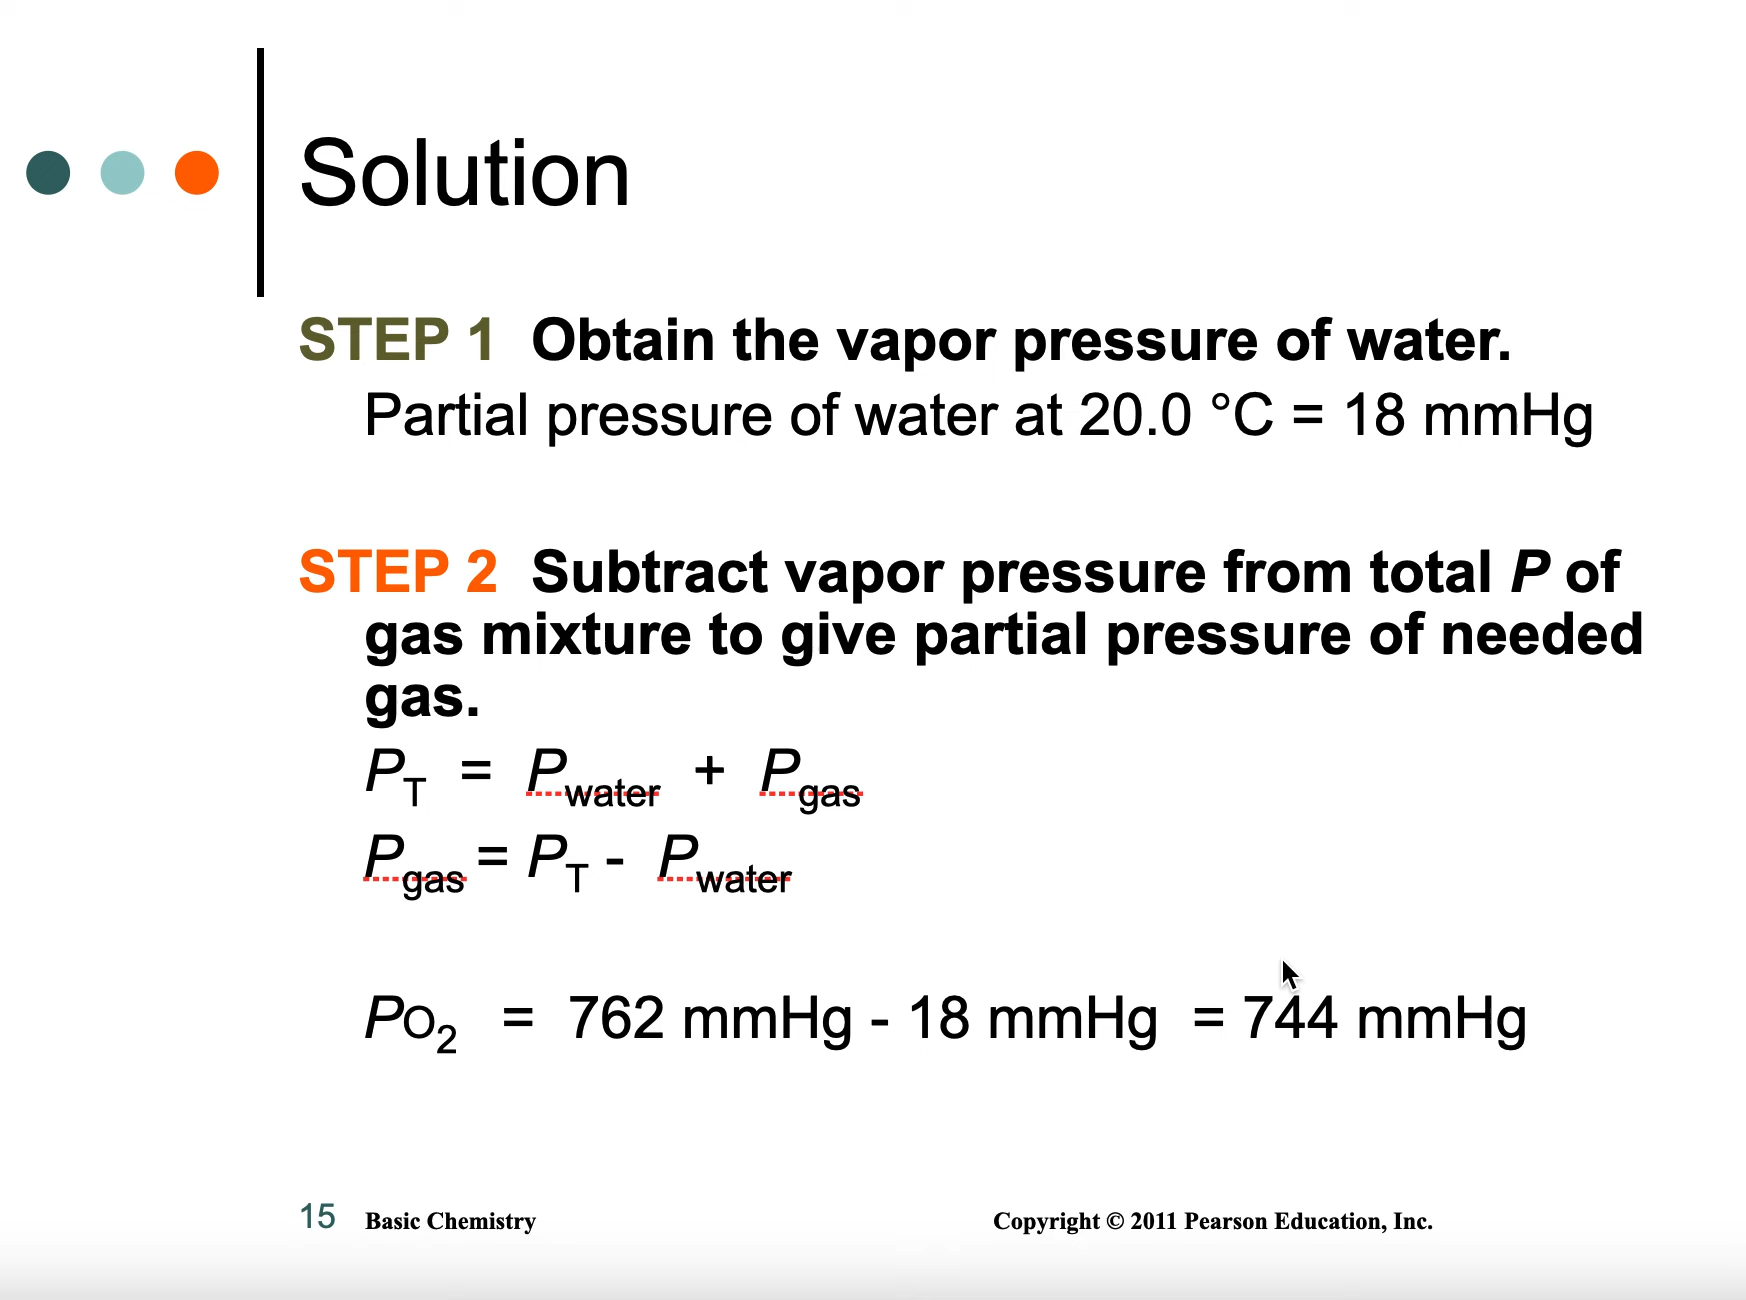 Solution
STEP 1 Obtain the vapor pressure of water.
Partial pressure of water at 20.0 °C = 18 mmHg
STEP 2 Subtract vapor pressure from total P of
gas mixture to give partial pressure of needed
gas.
P_T = P_water + P_gas
P_gas = P_T - P_water
PO₂ = 762 mmHg - 18 mmHg = 744 mmHg
15 Basic Chemistry Copyright © 2011 Pearson Education, Inc.